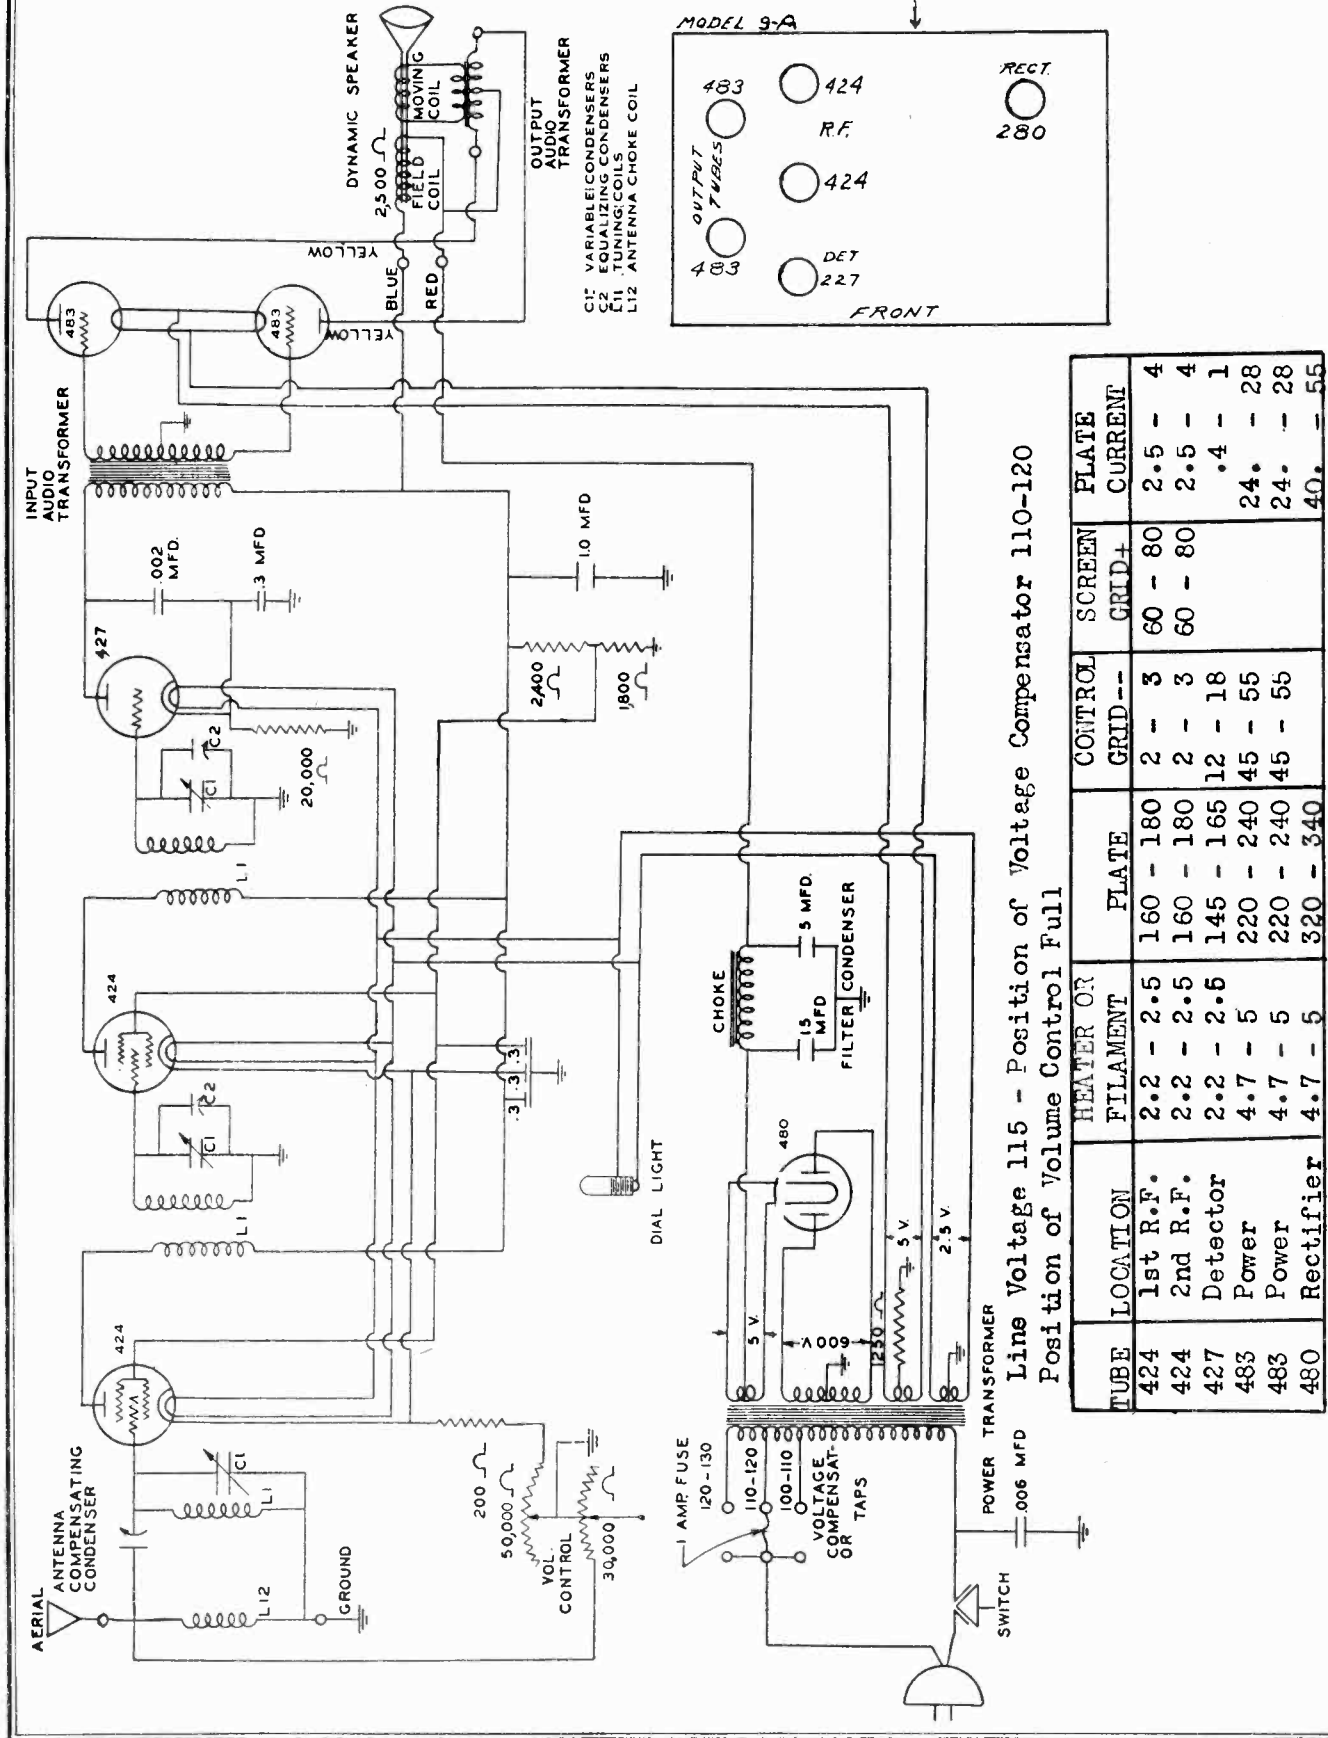 AERIAL
ANTENNA
COMPENSATING
CONDENSER
L12
GROUND
C1
L1
424
200
50,000
VOL.
CONTROL
30,000
L1
C1
C2
424
L1
C1
C2
427
20,000
.002
MFD.
.3 MFD
INPUT
AUDIO
TRANSFORMER
483
483
YELLOW
YELLOW
BLUE
RED
DYNAMIC SPEAKER
2,500
FIELD
COIL
MOVING
COIL
OUTPUT
AUDIO
TRANSFORMER
C1 VARIABLE CONDENSERS
C2 EQUALIZING CONDENSERS
L1 TUNING COILS
L12 ANTENNA CHOKE COIL
.3 .3 .3
2,400
1,800
1.0 MFD
DIAL LIGHT
CHOKE
15
MFD
5 MFD.
FILTER CONDENSER
480
5 V.
600 V
1250
5 V.
2.5 V.
1 AMP. FUSE
120-130
110-120
100-110
VOLTAGE
COMPENSAT-
OR TAPS
POWER TRANSFORMER
.006 MFD
SWITCH
MODEL 9-A
483
424
R.F.
RECT.
280
OUTPUT
TUBES
424
483
DET
227
FRONT
Line Voltage 115 - Position of Voltage Compensator 110-120
Position of Volume Control Full
TUBE LOCATION HEATER OR FILAMENT PLATE CONTROL GRID-- SCREEN GRID+ PLATE CURRENT
424 1st R.F. 2.2 - 2.5 160 - 180 2 - 3 60 - 80 2.5 - 4
424 2nd R.F. 2.2 - 2.5 160 - 180 2 - 3 60 - 80 2.5 - 4
427 Detector 2.2 - 2.5 145 - 165 12 - 18 .4 - 1
483 Power 4.7 - 5 220 - 240 45 - 55 24. - 28
483 Power 4.7 - 5 220 - 240 45 - 55 24. - 28
480 Rectifier 4.7 - 5 320 - 340 40. - 55